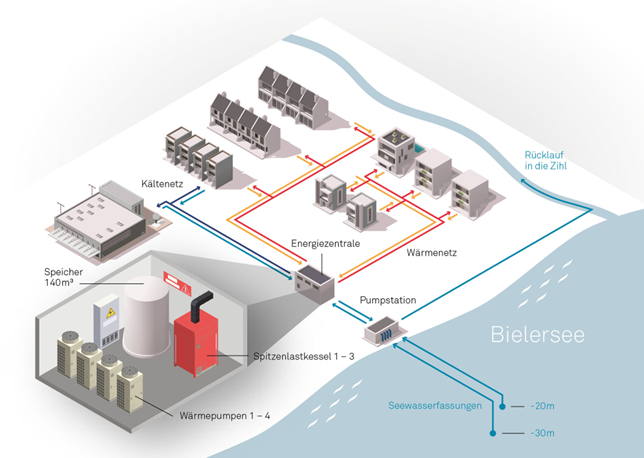 Rücklauf
in die Zihl
Kältenetz
Energiezentrale
Wärmenetz
Speicher
140m³
Pumpstation
Bielersee
Spitzenlastkessel 1 – 3
Seewasserfassungen
-20m
Wärmepumpen 1 – 4
-30m